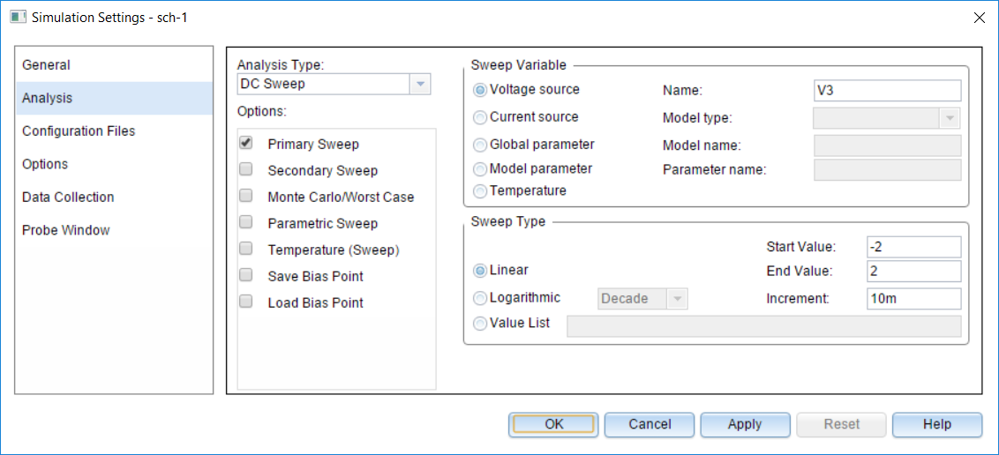 Simulation Settings - sch-1
General
Analysis
Configuration Files
Options
Data Collection
Probe Window
Analysis Type:
DC Sweep
Options:
Primary Sweep
Secondary Sweep
Monte Carlo/Worst Case
Parametric Sweep
Temperature (Sweep)
Save Bias Point
Load Bias Point
Sweep Variable
Voltage source
Name:
V3
Current source
Model type:
Global parameter
Model name:
Model parameter
Parameter name:
Temperature
Sweep Type
Start Value:
-2
Linear
End Value:
2
Logarithmic
Decade
Increment:
10m
Value List
OK
Cancel
Apply
Reset
Help